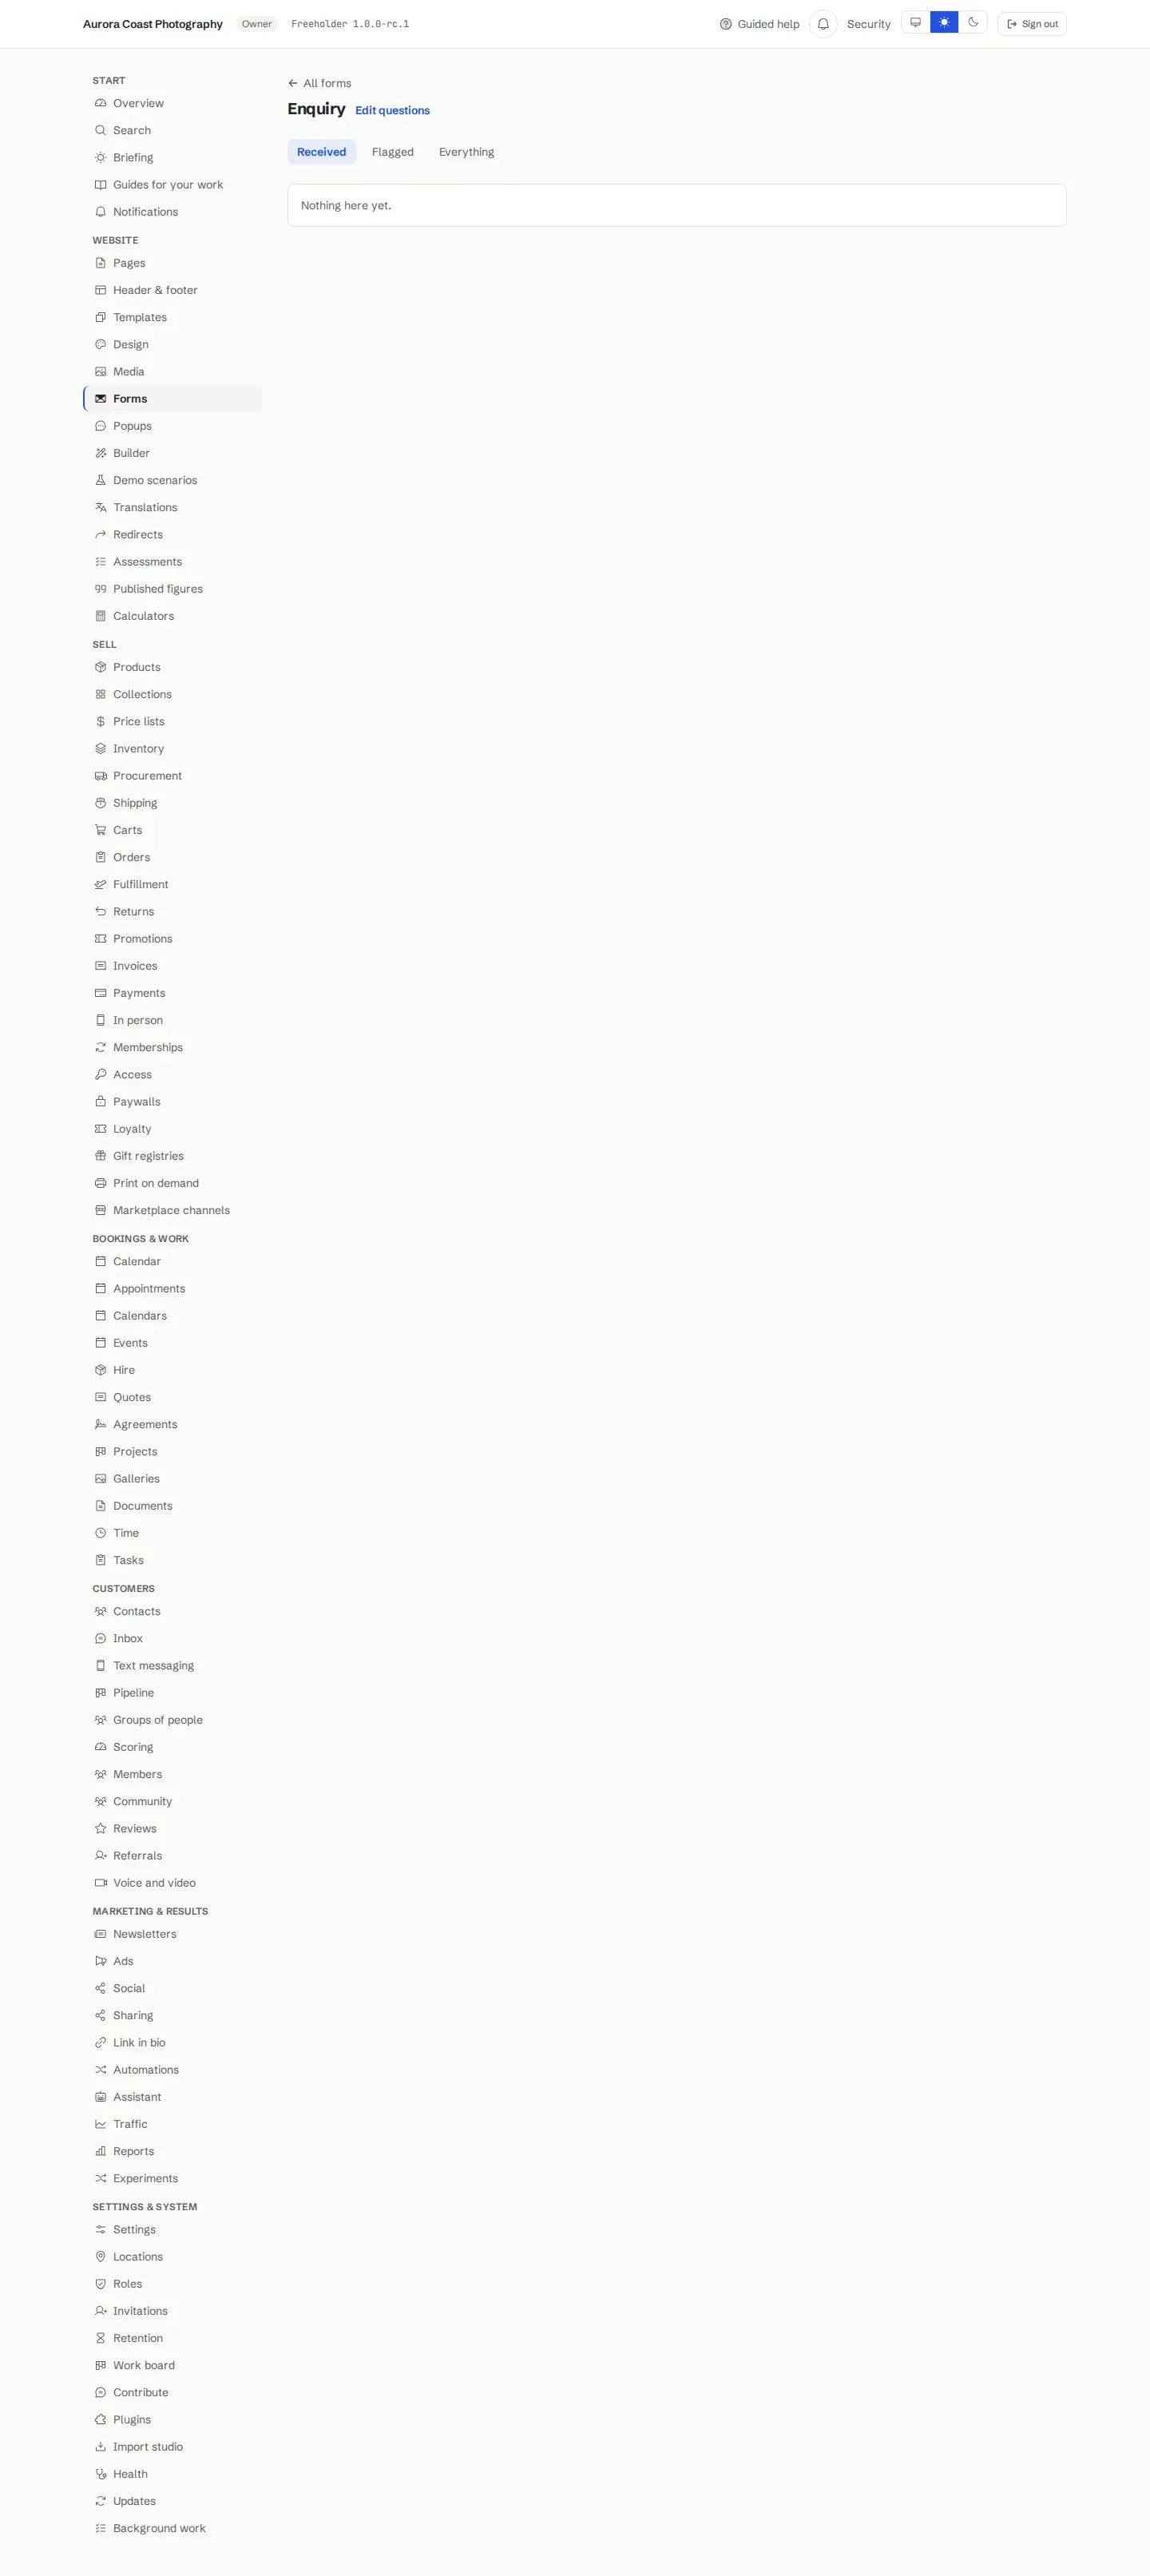 Aurora Coast Photography Owner Freeholder 1.0.0-rc.1 Guided help Security Sign out
START
Overview
Search
Briefing
Guides for your work
Notifications
WEBSITE
Pages
Header & footer
Templates
Design
Media
Forms
Popups
Builder
Demo scenarios
Translations
Redirects
Assessments
Published figures
Calculators
SELL
Products
Collections
Price lists
Inventory
Procurement
Shipping
Carts
Orders
Fulfillment
Returns
Promotions
Invoices
Payments
In person
Memberships
Access
Paywalls
Loyalty
Gift registries
Print on demand
Marketplace channels
BOOKINGS & WORK
Calendar
Appointments
Calendars
Events
Hire
Quotes
Agreements
Projects
Galleries
Documents
Time
Tasks
CUSTOMERS
Contacts
Inbox
Text messaging
Pipeline
Groups of people
Scoring
Members
Community
Reviews
Referrals
Voice and video
MARKETING & RESULTS
Newsletters
Ads
Social
Sharing
Link in bio
Automations
Assistant
Traffic
Reports
Experiments
SETTINGS & SYSTEM
Settings
Locations
Roles
Invitations
Retention
Work board
Contribute
Plugins
Import studio
Health
Updates
Background work
All forms
Enquiry Edit questions
Received Flagged Everything
Nothing here yet.